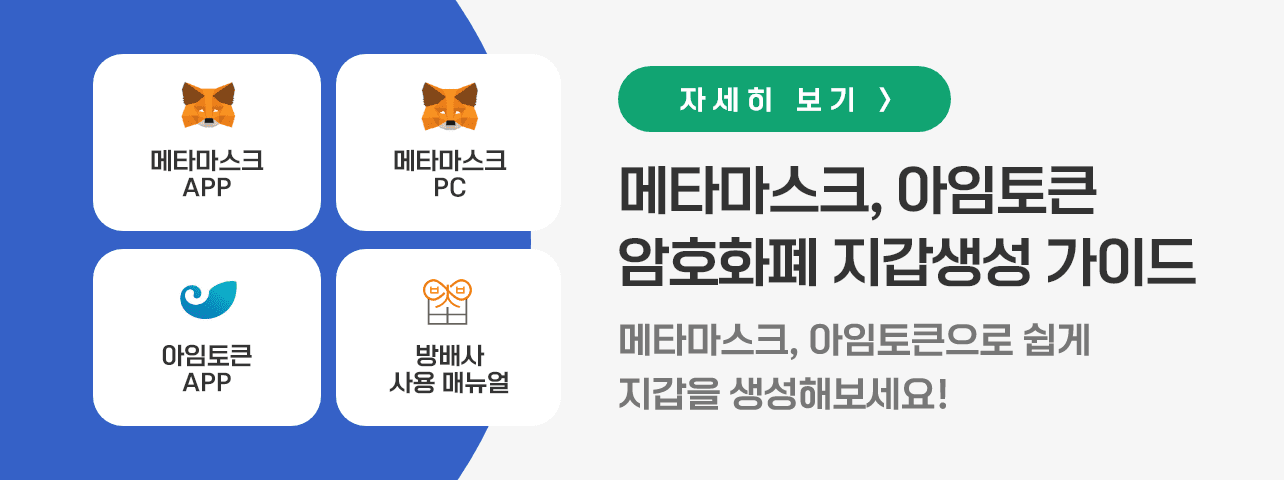 메타마스크
APP
메타마스크
PC
아임토큰
APP
방배사
사용 매뉴얼
자세히 보기 〉
메타마스크, 아임토큰
암호화폐 지갑생성 가이드
메타마스크, 아임토큰으로 쉽게
지갑을 생성해보세요!